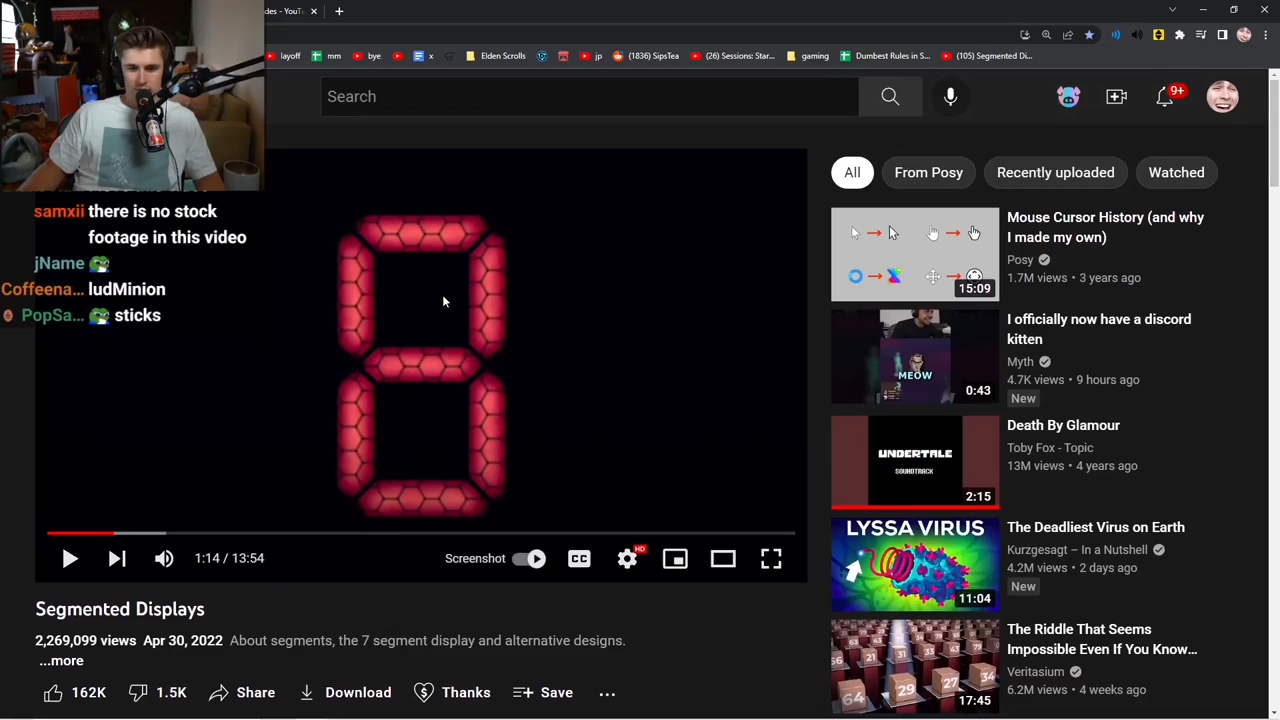 des - YouTu
layoff
mm
bye
x
Elden Scrolls
jp
(1836) SipsTea
(26) Sessions: Star...
gaming
Dumbest Rules in S...
(105) Segmented Di...
Search
9+
samxii there is no stock
footage in this video
jName
Coffeena... ludMinion
PopSa... sticks
1:14 / 13:54
Screenshot
CC
HD
Segmented Displays
2,269,099 views Apr 30, 2022 About segments, the 7 segment display and alternative designs.
...more
162K
1.5K
Share
Download
Thanks
Save
All
From Posy
Recently uploaded
Watched
15:09
Mouse Cursor History (and why
I made my own)
Posy
1.7M views • 3 years ago
MEOW
0:43
I officially now have a discord
kitten
Myth
4.7K views • 9 hours ago
New
UNDERTALE
SOUNDTRACK
2:15
Death By Glamour
Toby Fox - Topic
13M views • 4 years ago
LYSSA VIRUS
11:04
The Deadliest Virus on Earth
Kurzgesagt – In a Nutshell
4.2M views • 2 days ago
New
64
29
27
17:45
The Riddle That Seems
Impossible Even If You Know...
Veritasium
6.2M views • 4 weeks ago